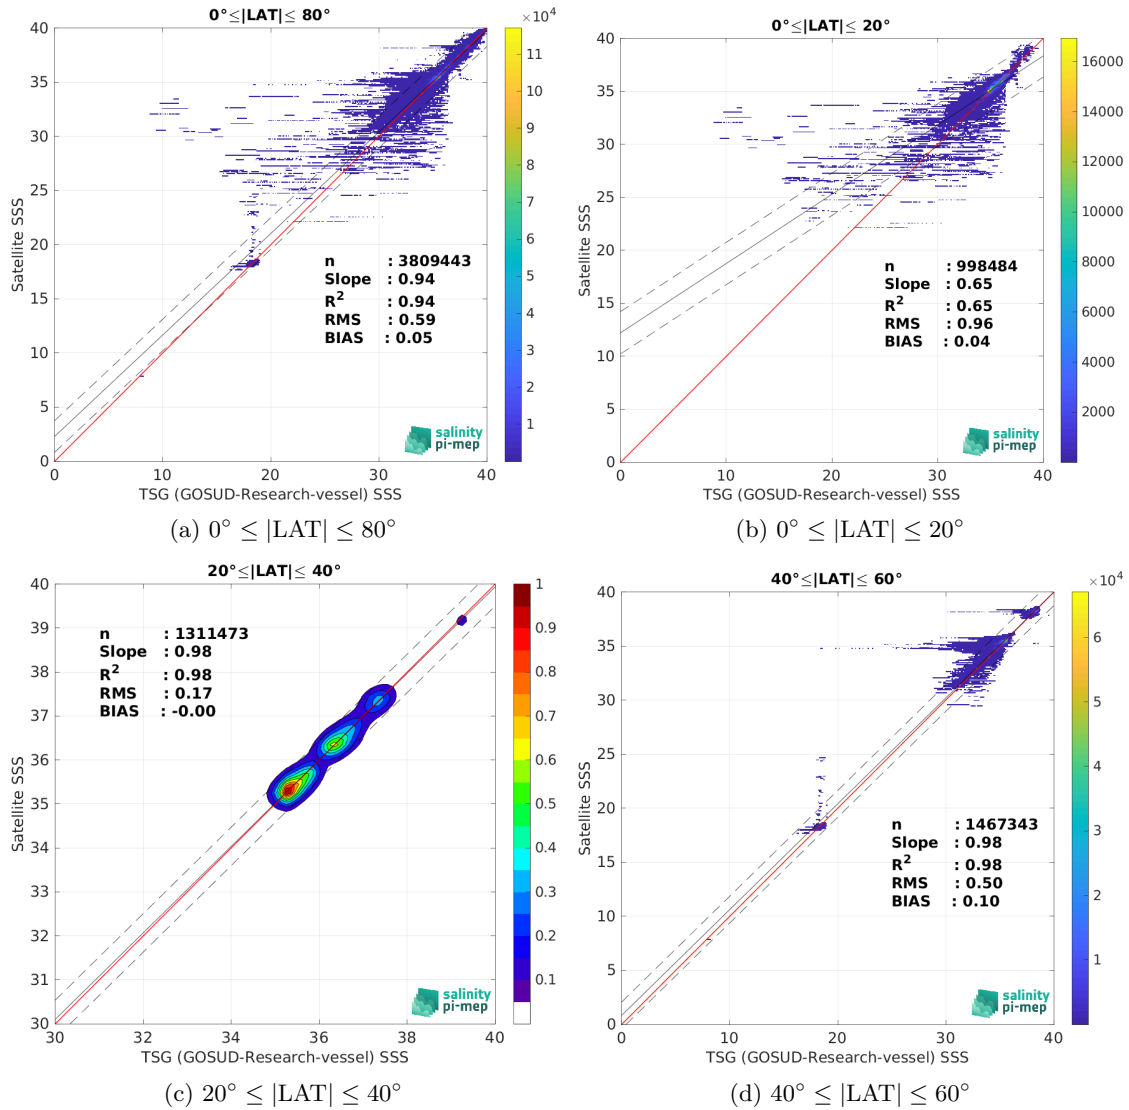 0°≤|LAT|≤ 80°
×10⁴
40
35
30
25
20
15
10
5
0
0
10
20
30
40
11
10
9
8
7
6
5
4
3
2
1
Satellite SSS
TSG (GOSUD-Research-vessel) SSS
n : 3809443
Slope : 0.94
R² : 0.94
RMS : 0.59
BIAS : 0.05
salinity
pi-mep
(a) 0° ≤ |LAT| ≤ 80°
0°≤|LAT|≤ 20°
40
35
30
25
20
15
10
5
0
0
10
20
30
40
16000
14000
12000
10000
8000
6000
4000
2000
Satellite SSS
TSG (GOSUD-Research-vessel) SSS
n : 998484
Slope : 0.65
R² : 0.65
RMS : 0.96
BIAS : 0.04
salinity
pi-mep
(b) 0° ≤ |LAT| ≤ 20°
20°≤|LAT|≤ 40°
40
39
38
37
36
35
34
33
32
31
30
30
32
34
36
38
40
1
0.9
0.8
0.7
0.6
0.5
0.4
0.3
0.2
0.1
Satellite SSS
TSG (GOSUD-Research-vessel) SSS
n : 1311473
Slope : 0.98
R² : 0.98
RMS : 0.17
BIAS : -0.00
salinity
pi-mep
(c) 20° ≤ |LAT| ≤ 40°
40°≤|LAT|≤ 60°
×10⁴
40
35
30
25
20
15
10
5
0
0
10
20
30
40
6
5
4
3
2
1
Satellite SSS
TSG (GOSUD-Research-vessel) SSS
n : 1467343
Slope : 0.98
R² : 0.98
RMS : 0.50
BIAS : 0.10
salinity
pi-mep
(d) 40° ≤ |LAT| ≤ 60°